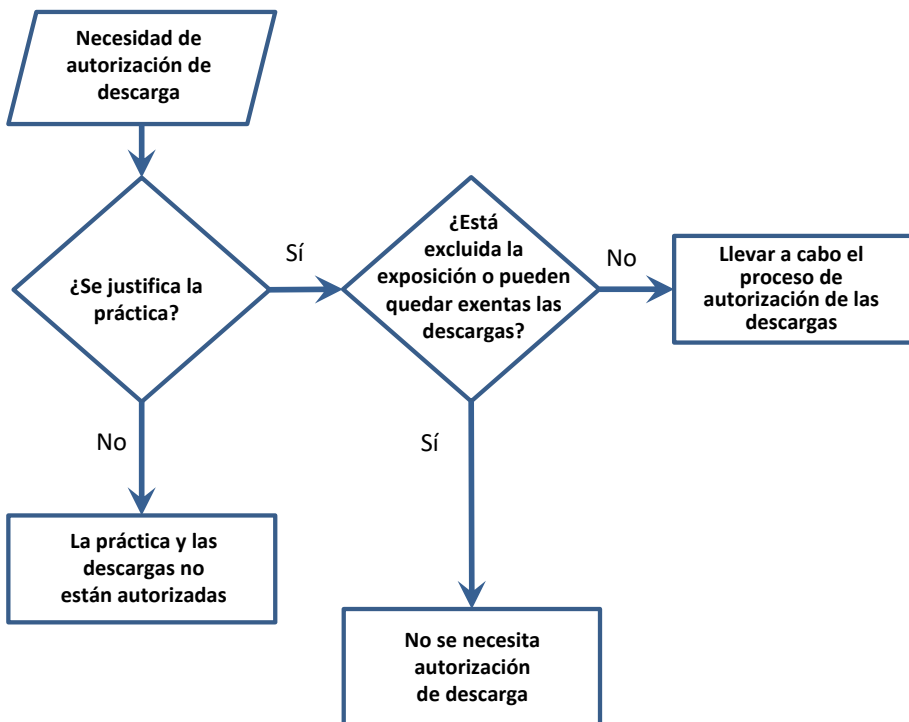 Necesidad de
autorización de
descarga
¿Se justifica la
práctica?
Sí
¿Está
excluida la
exposición o pueden
quedar exentas las
descargas?
No
Llevar a cabo el
proceso de
autorización de las
descargas
No
Sí
La práctica y las
descargas no
están autorizadas
No se necesita
autorización
de descarga